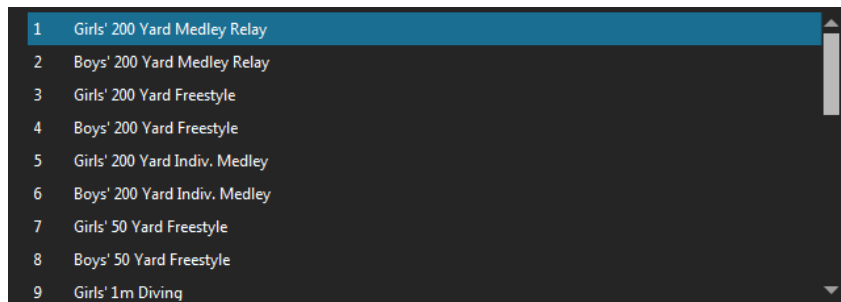 1 Girls' 200 Yard Medley Relay
2 Boys' 200 Yard Medley Relay
3 Girls' 200 Yard Freestyle
4 Boys' 200 Yard Freestyle
5 Girls' 200 Yard Indiv. Medley
6 Boys' 200 Yard Indiv. Medley
7 Girls' 50 Yard Freestyle
8 Boys' 50 Yard Freestyle
9 Girls' 1m Diving